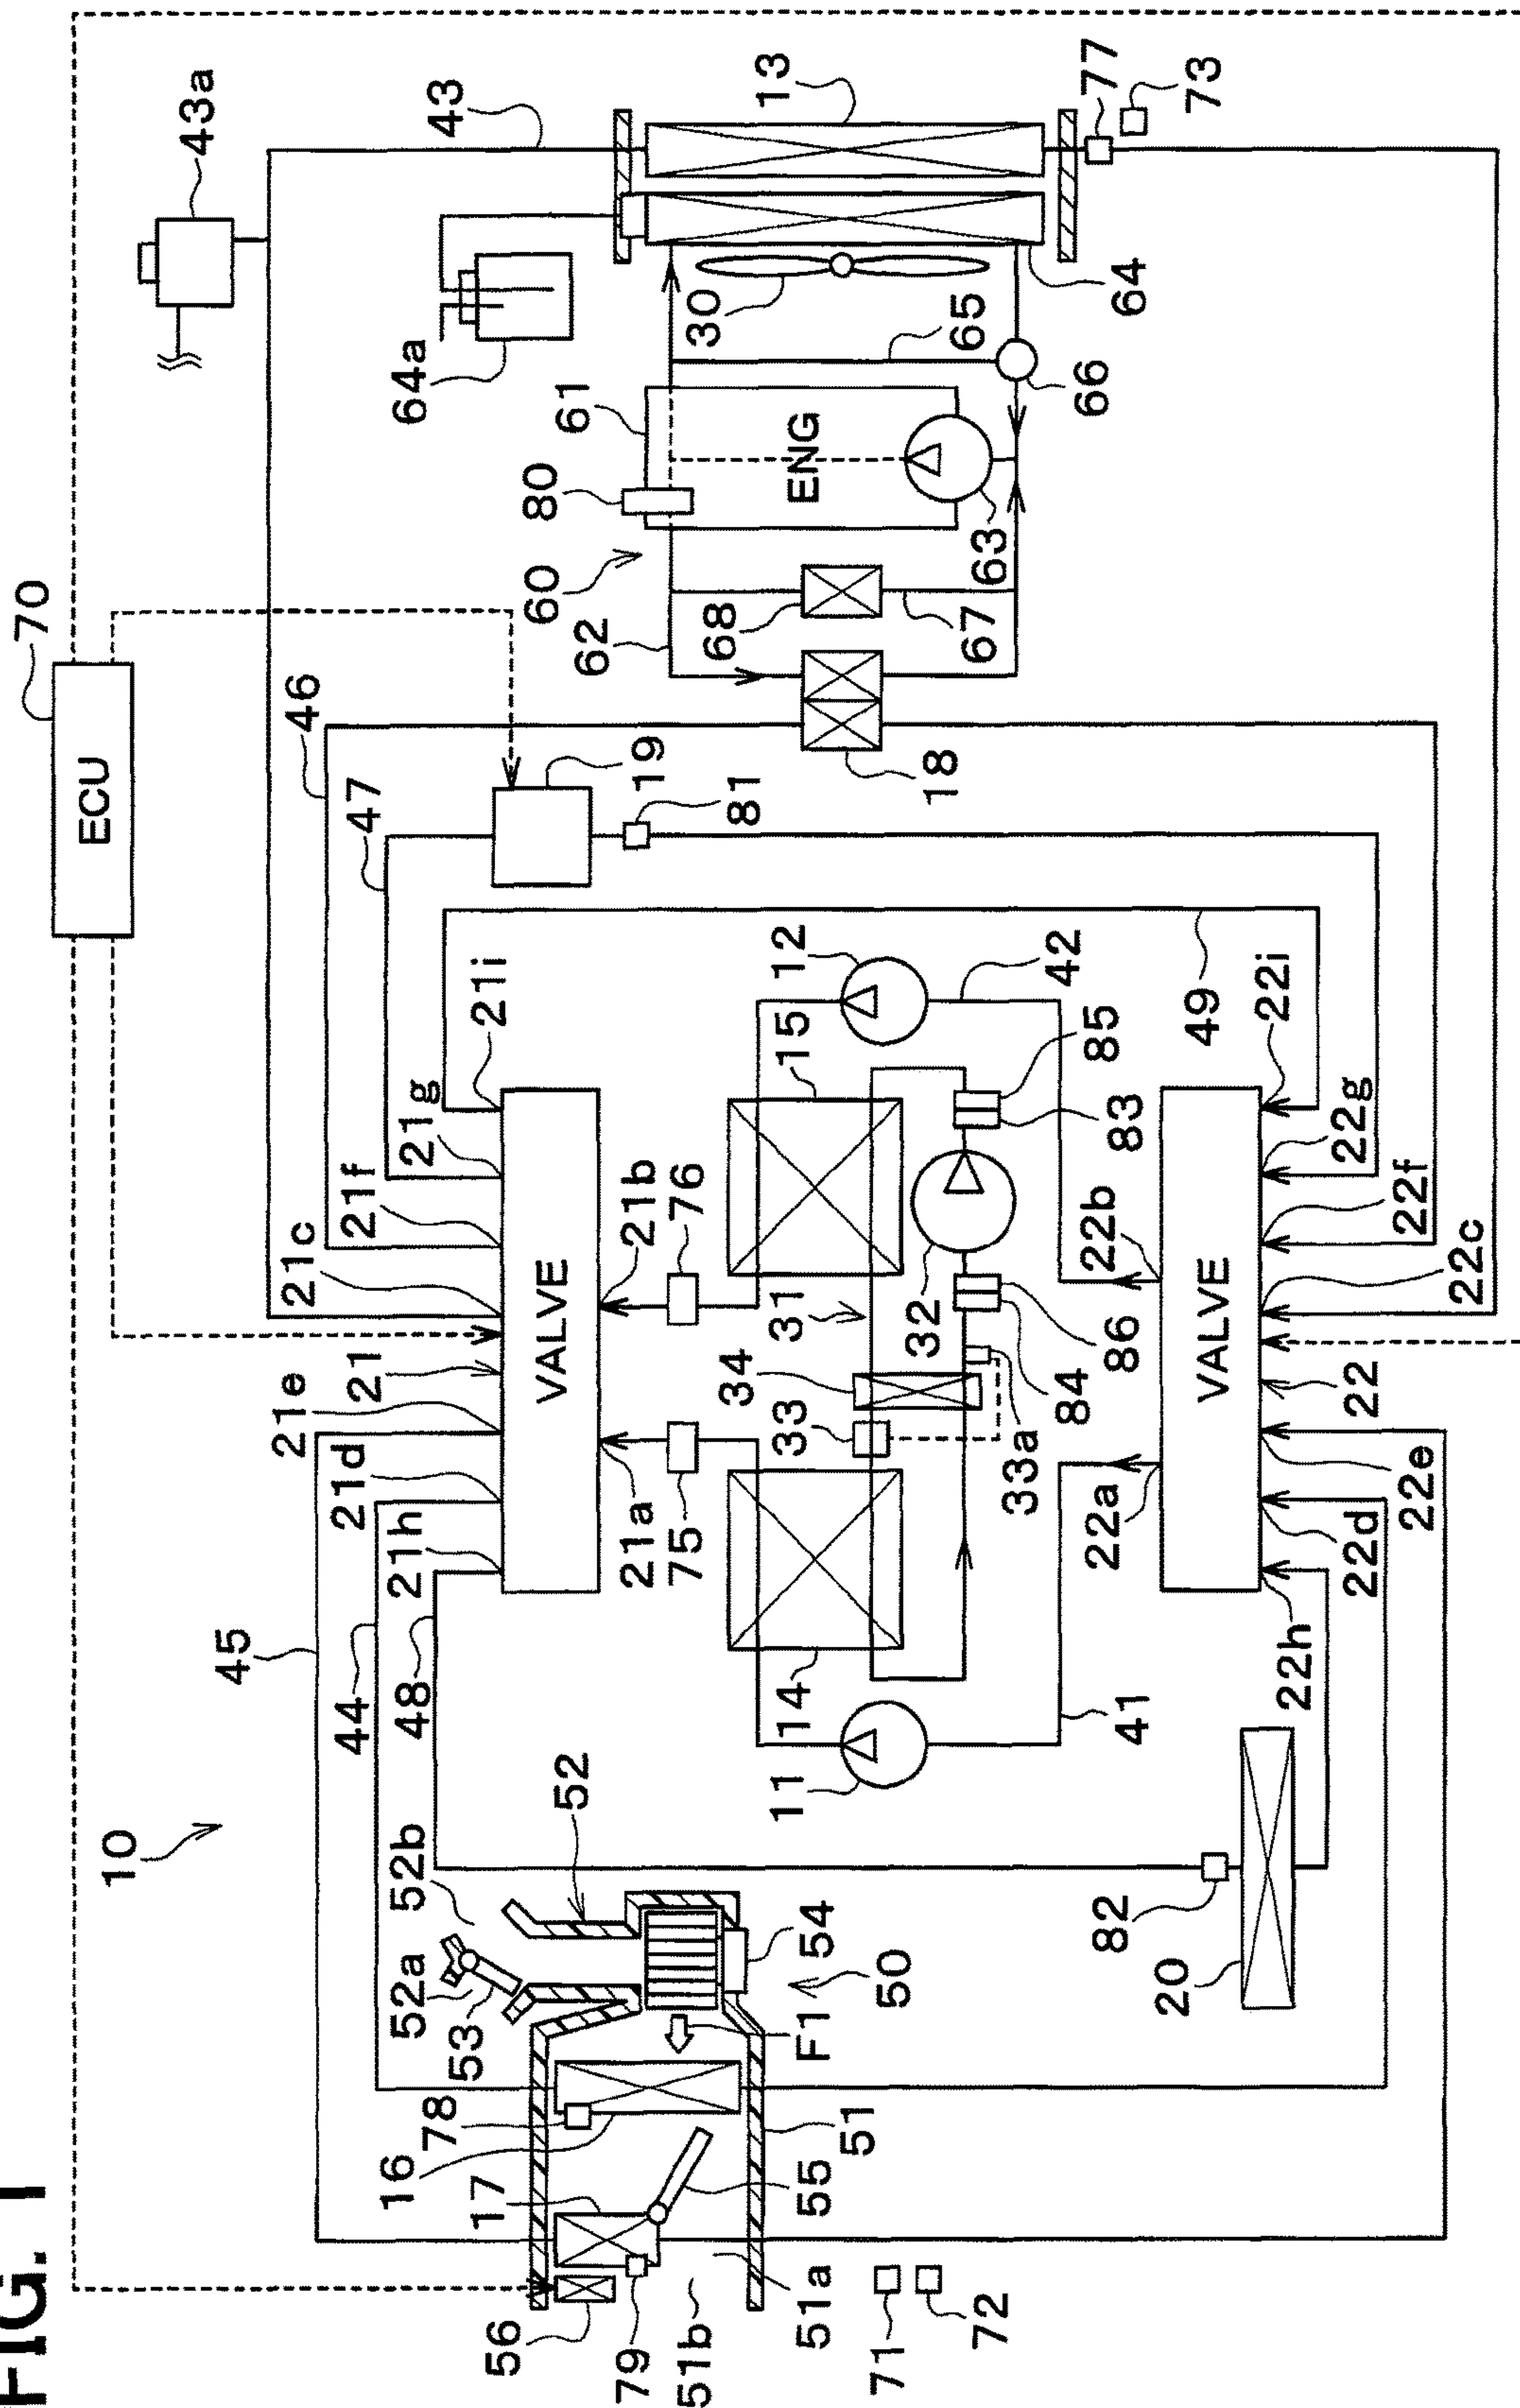 FIG. 1
70
ECU
10
45
44
48
21h
21d
21e
21
21c
21f
21g
21i
47
46
43
43a
64a
19
81
18
62
60
80
61
ENG
68
67
63
66
65
30
64
13
77
73
VALVE
21a
75
21b
76
52b
52a
53
52
54
50
F1
51
78
16
17
55
56
79
51b
51a
71
72
11
14
41
33
34
33a
31
32
84
86
83
85
15
12
42
49
82
20
22a
22b
VALVE
22h
22d
22e
22
22c
22f
22g
22i